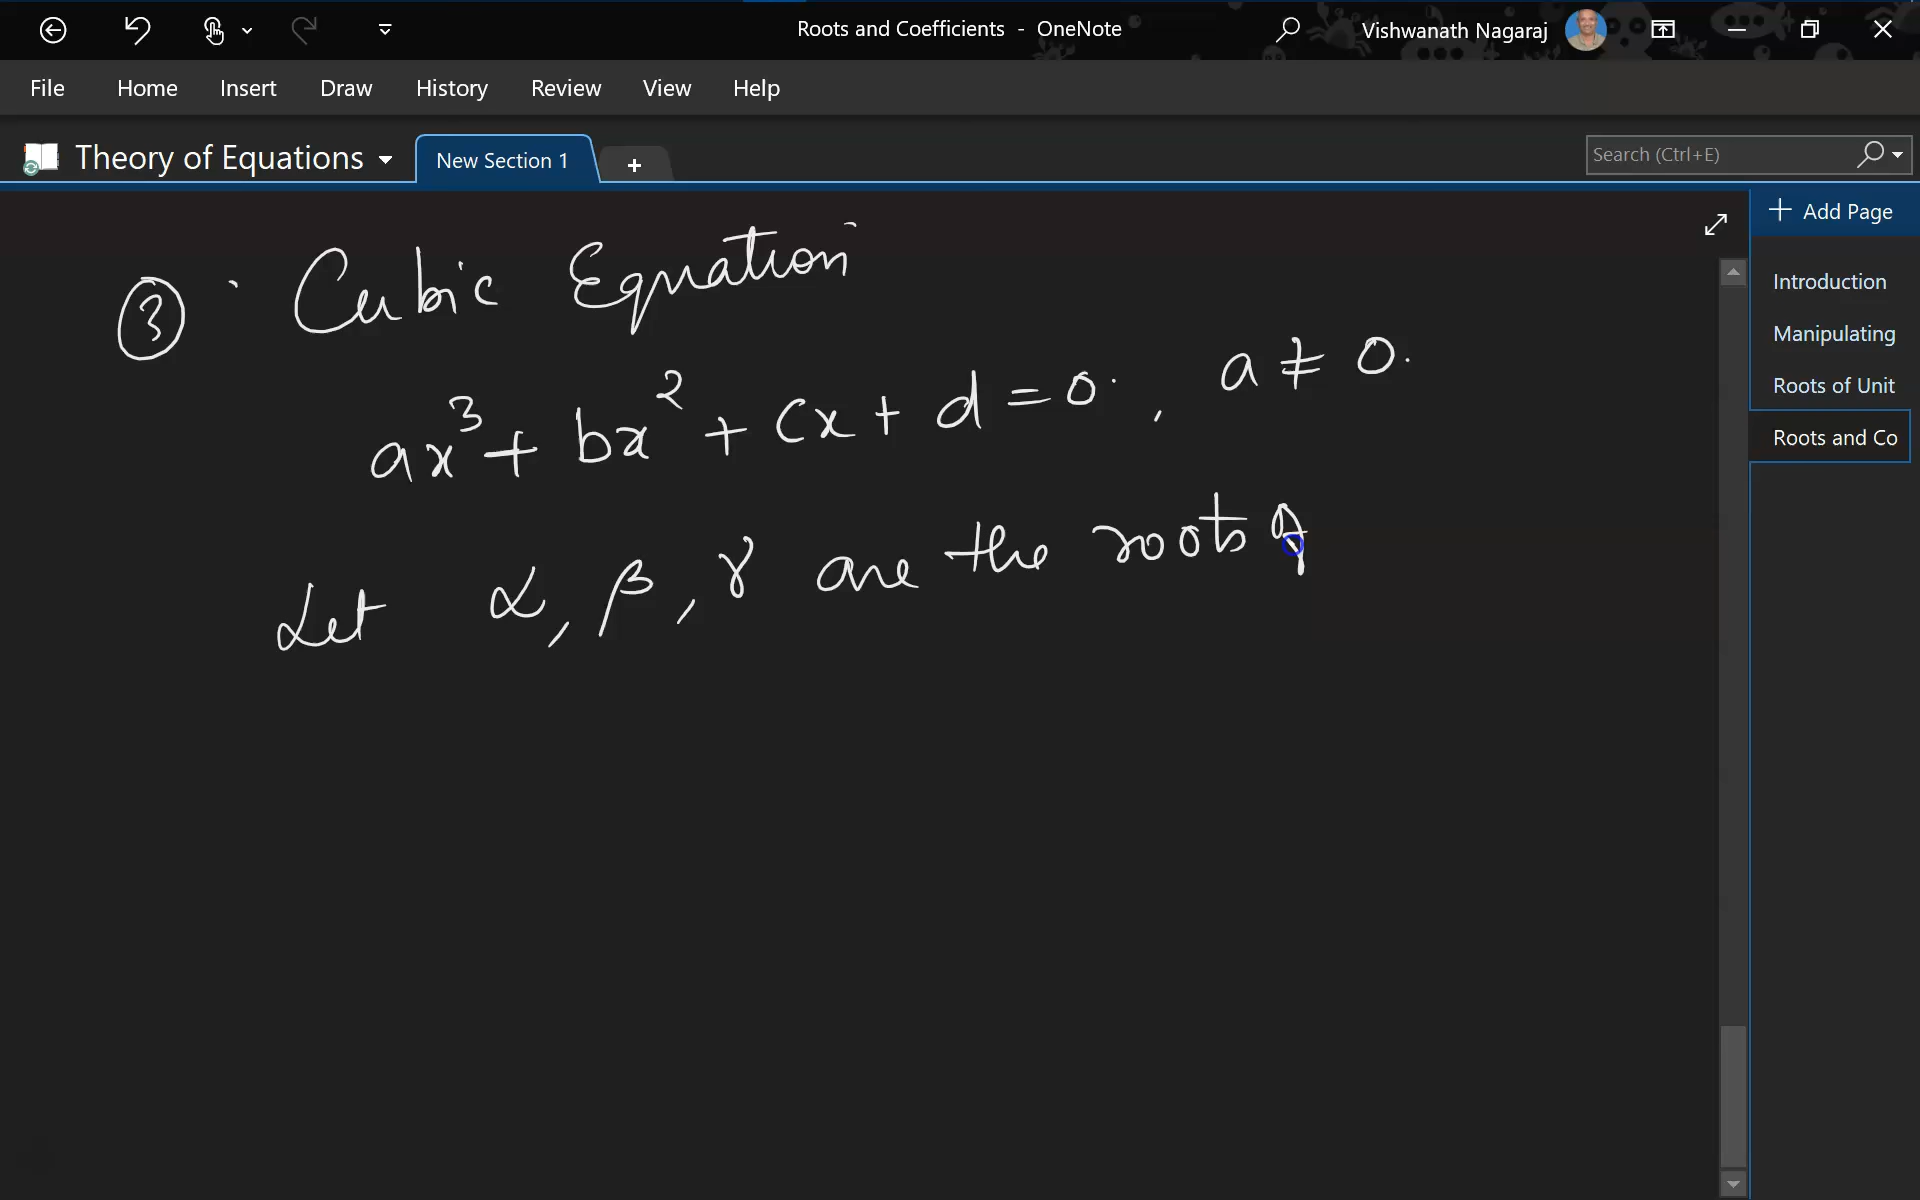 Roots and Coefficients - OneNote
Vishwanath Nagaraj
File Home Insert Draw History Review View Help
Theory of Equations
New Section 1
+
Search (Ctrl+E)
+ Add Page
Introduction
Manipulating
Roots of Unit
Roots and Co
③ Cubic Equation
ax³ + bx² + cx + d = 0 , a ≠ 0.
Let α, β, γ are the roots of